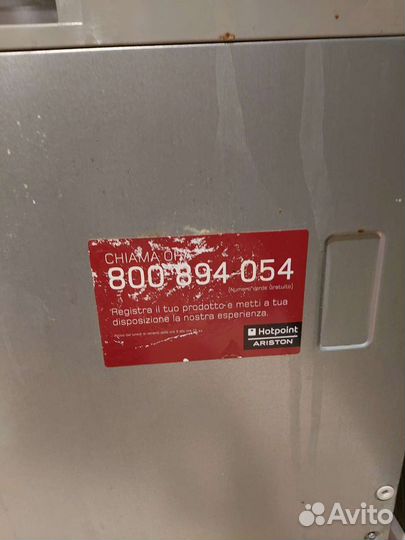 CHIAMA ORA
800 894 054
(Numero Verde Gratuito)
Registra il tuo prodotto e metti a tua
disposizione la nostra esperienza.
Hotpoint
ARISTON
Avito